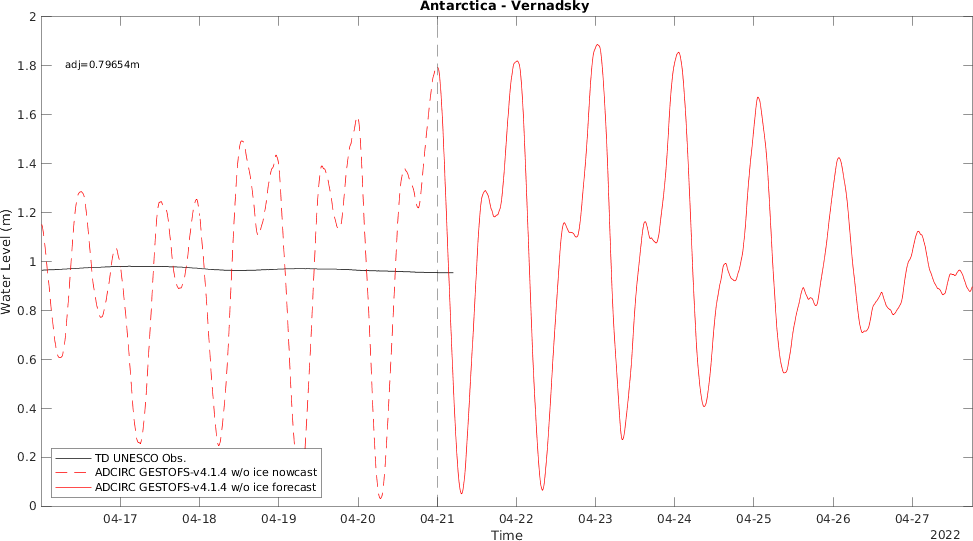 Antarctica - Vernadsky
2
1.8
1.6
1.4
1.2
1
0.8
0.6
0.4
0.2
0
Water Level (m)
adj=0.79654m
TD UNESCO Obs.
ADCIRC GESTOFS-v4.1.4 w/o ice nowcast
ADCIRC GESTOFS-v4.1.4 w/o ice forecast
04-17 04-18 04-19 04-20 04-21 04-22 04-23 04-24 04-25 04-26 04-27
Time
2022